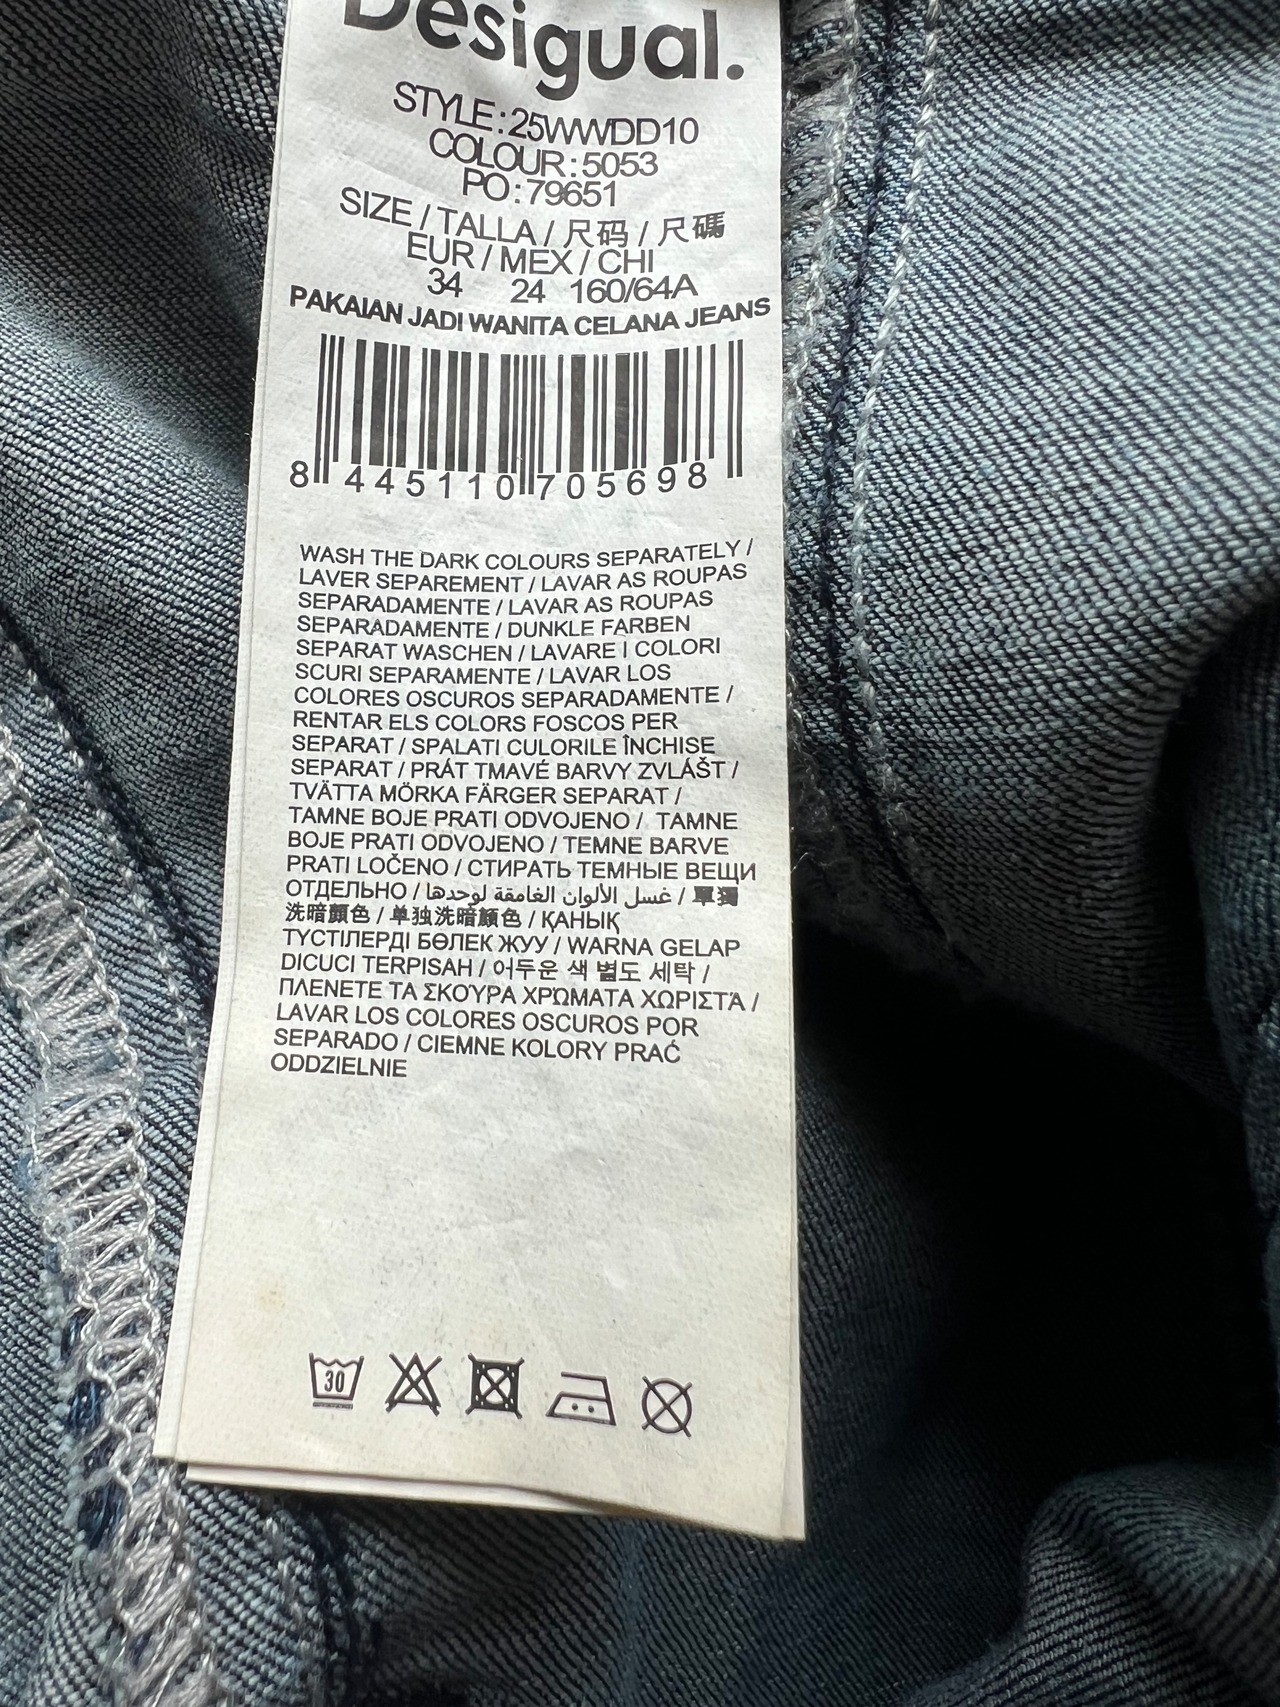 Desigual.
STYLE:25WWDD10
COLOUR:5053
PO:79651
SIZE / TALLA / 尺码 / 尺碼
EUR / MEX / CHI
34 24 160/64A
PAKAIAN JADI WANITA CELANA JEANS
8 445110 705698
WASH THE DARK COLOURS SEPARATELY /
LAVER SEPAREMENT / LAVAR AS ROUPAS
SEPARADAMENTE / LAVAR AS ROUPAS
SEPARADAMENTE / DUNKLE FARBEN
SEPARAT WASCHEN / LAVARE I COLORI
SCURI SEPARAMENTE / LAVAR LOS
COLORES OSCUROS SEPARADAMENTE /
RENTAR ELS COLORS FOSCOS PER
SEPARAT / SPALATI CULORILE ÎNCHISE
SEPARAT / PRÁT TMAVÉ BARVY ZVLÁŠT /
TVÄTTA MÖRKA FÄRGER SEPARAT /
TAMNE BOJE PRATI ODVOJENO / TAMNE
BOJE PRATI ODVOJENO / TEMNE BARVE
PRATI LOČENO / СТИРАТЬ ТЕМНЫЕ ВЕЩИ
ОТДЕЛЬНО / غسل الألوان الغامقة لوحدها / 單獨
洗暗顏色 / 单独洗暗颜色 / ҚАНЫҚ
ТҮСТІЛЕРДІ БӨЛЕК ЖУУ / WARNA GELAP
DICUCI TERPISAH / 어두운 색 별도 세탁 /
ΠΛΕΝΕΤΕ ΤΑ ΣΚΟΎΡΑ ΧΡΏΜΑΤΑ ΧΩΡΙΣΤΆ /
LAVAR LOS COLORES OSCUROS POR
SEPARADO / CIEMNE KOLORY PRAĆ
ODDZIELNIE
30